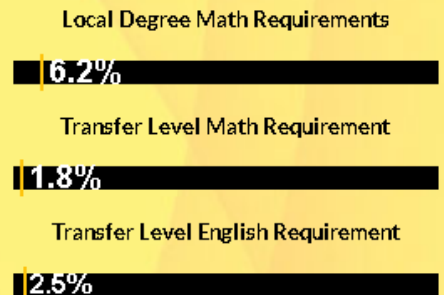 Local Degree Math Requirements
6.2%
Transfer Level Math Requirement
1.8%
Transfer Level English Requirement
2.5%